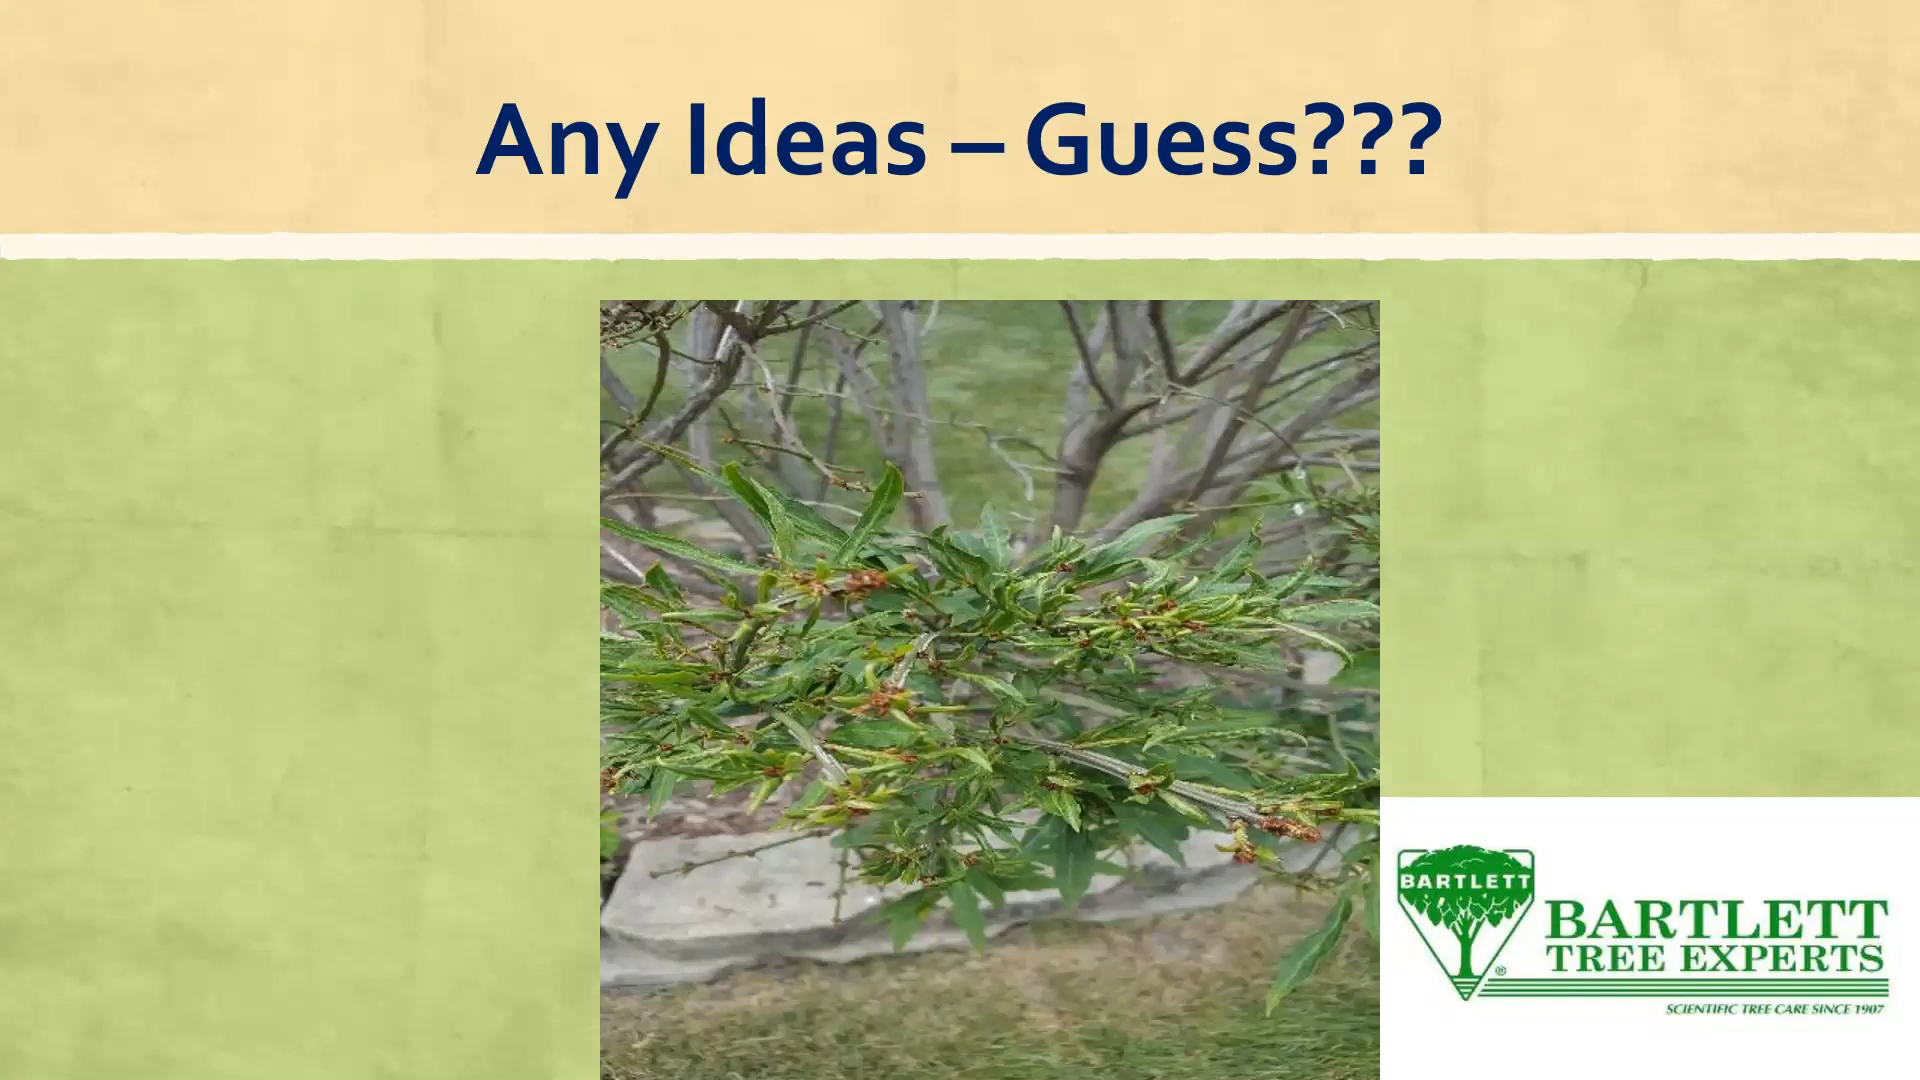 Any Ideas – Guess???
BARTLETT
BARTLETT
TREE EXPERTS
®
SCIENTIFIC TREE CARE SINCE 1907